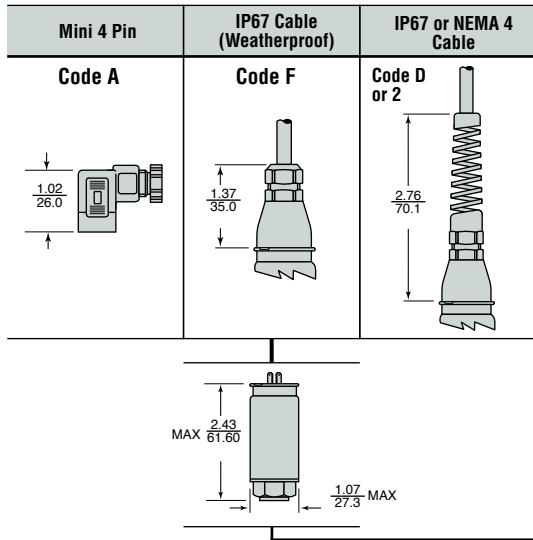 Mini 4 Pin
IP67 Cable
(Weatherproof)
IP67 or NEMA 4
Cable
Code A
Code F
Code D
or 2
1.02
26.0
1.37
35.0
2.76
70.1
MAX 2.43
61.60
1.07 MAX
27.3